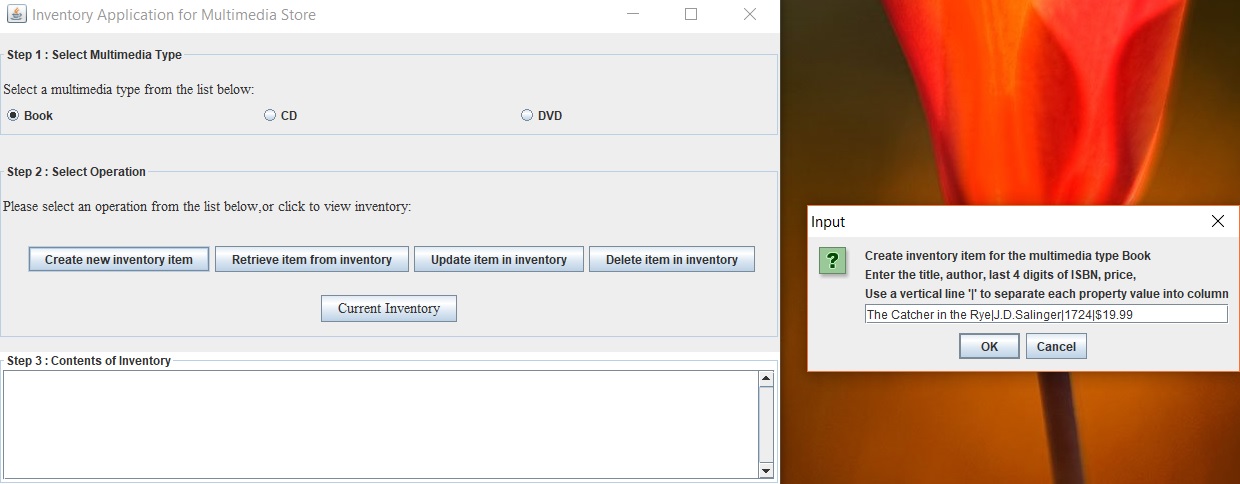 Inventory Application for Multimedia Store
Step 1 : Select Multimedia Type
Select a multimedia type from the list below:
Book CD DVD
Step 2 : Select Operation
Please select an operation from the list below,or click to view inventory:
Create new inventory item Retrieve item from inventory Update item in inventory Delete item in inventory
Current Inventory
Step 3 : Contents of Inventory
Input
?
Create inventory item for the multimedia type Book
Enter the title, author, last 4 digits of ISBN, price,
Use a vertical line '|' to separate each property value into column
The Catcher in the Rye|J.D.Salinger|1724|$19.99
OK Cancel